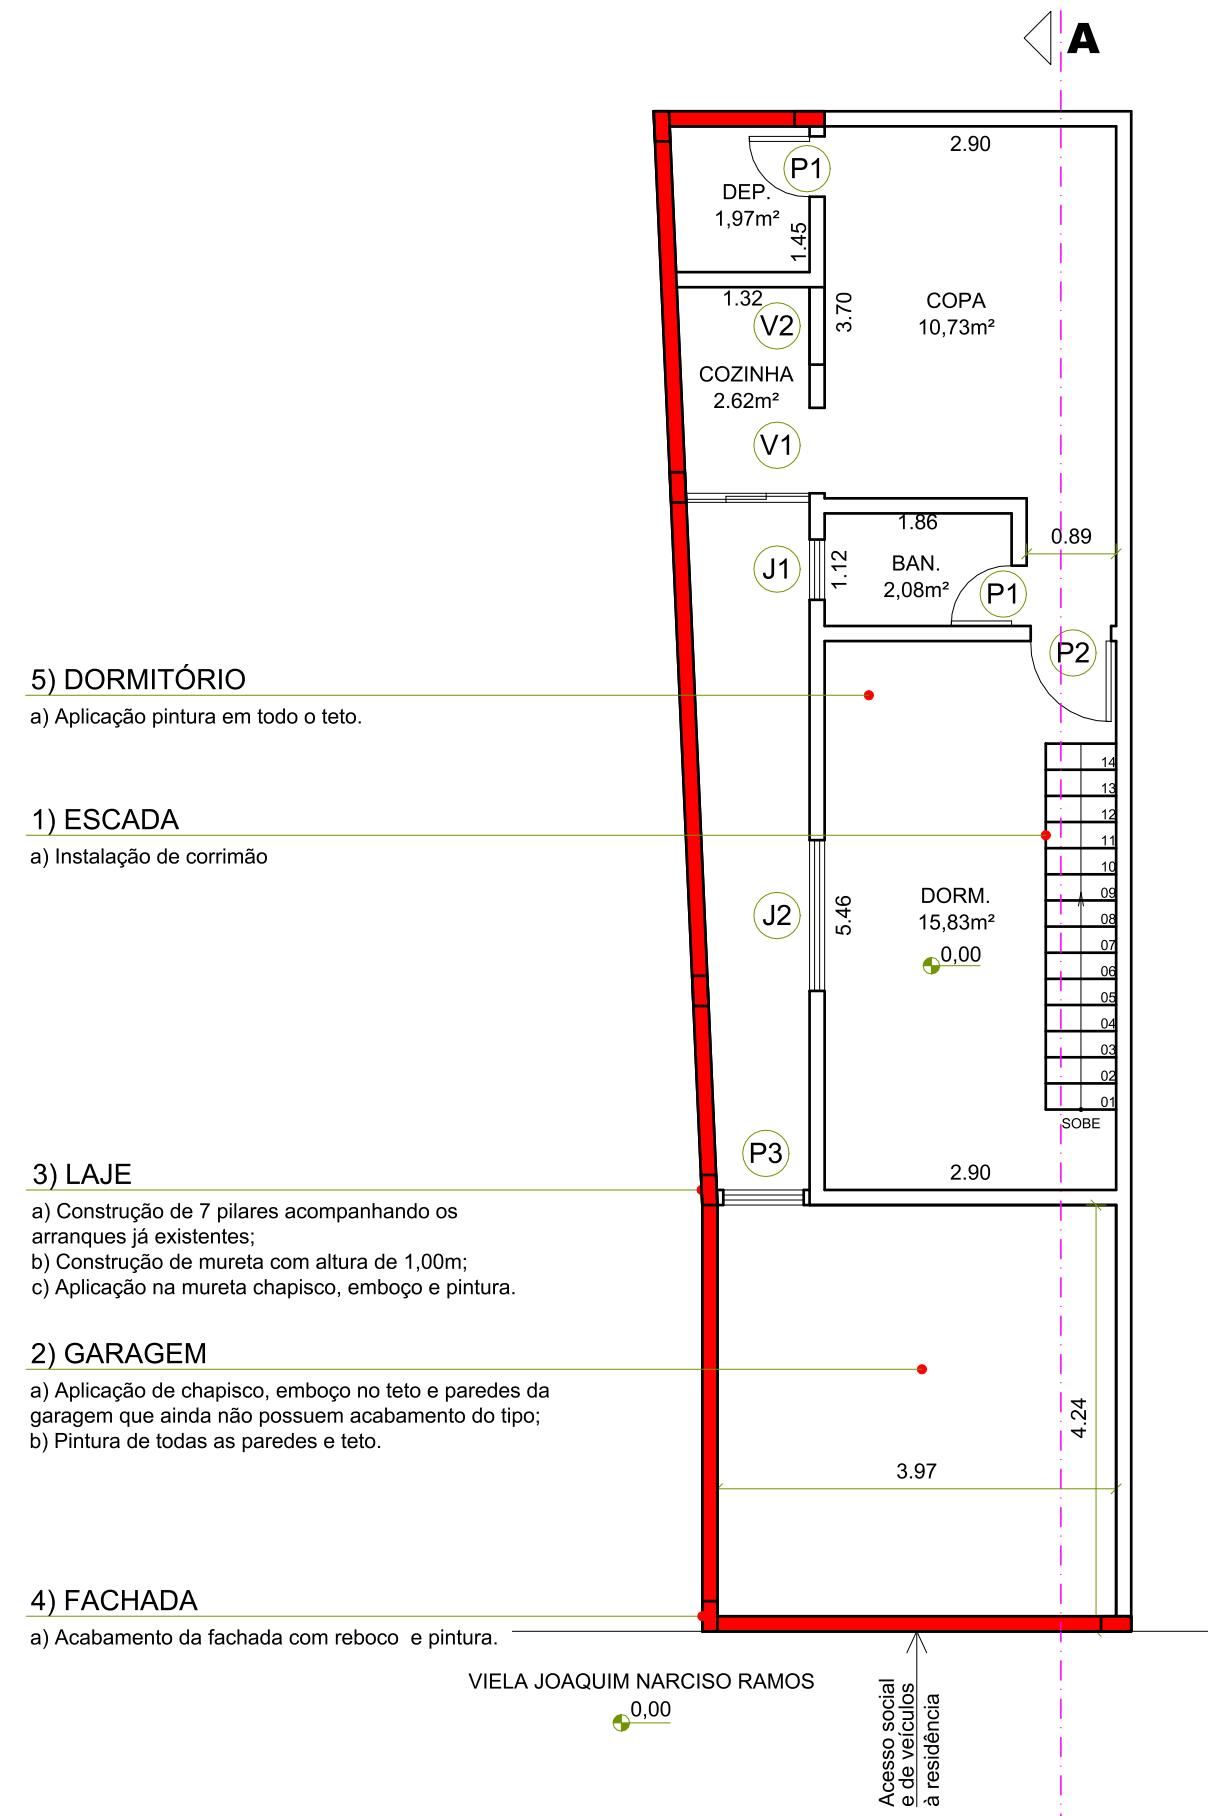 A
2.90
P1
DEP.
1,97m²
1.45
1.32
V2
3.70
COPA
10,73m²
COZINHA
2.62m²
V1
1.86
0.89
J1
1.12
BAN.
2,08m²
P1
P2
5) DORMITÓRIO
a) Aplicação pintura em todo o teto.
1) ESCADA
a) Instalação de corrimão
14
13
12
11
10
09
08
07
06
05
04
03
02
01
SOBE
J2
5.46
DORM.
15,83m²
0,00
P3
2.90
3) LAJE
a) Construção de 7 pilares acompanhando os
arranques já existentes;
b) Construção de mureta com altura de 1,00m;
c) Aplicação na mureta chapisco, emboço e pintura.
2) GARAGEM
a) Aplicação de chapisco, emboço no teto e paredes da
garagem que ainda não possuem acabamento do tipo;
b) Pintura de todas as paredes e teto.
4.24
3.97
4) FACHADA
a) Acabamento da fachada com reboco e pintura.
VIELA JOAQUIM NARCISO RAMOS
0,00
Acesso social
e de veículos
à residência